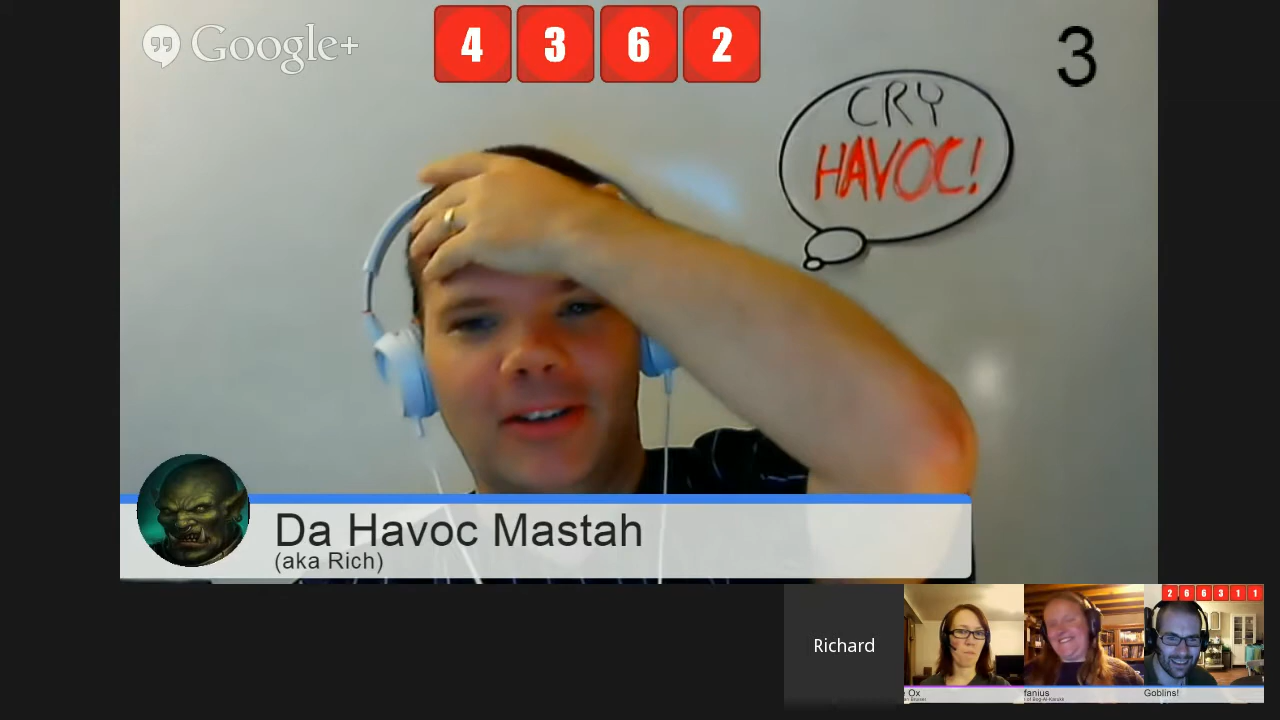 Google+
4 3 6 2
3
CRY
HAVOC!
Da Havoc Mastah
(aka Rich)
Richard
2 6 6 3 1 1
Ox
fanius
Goblins!